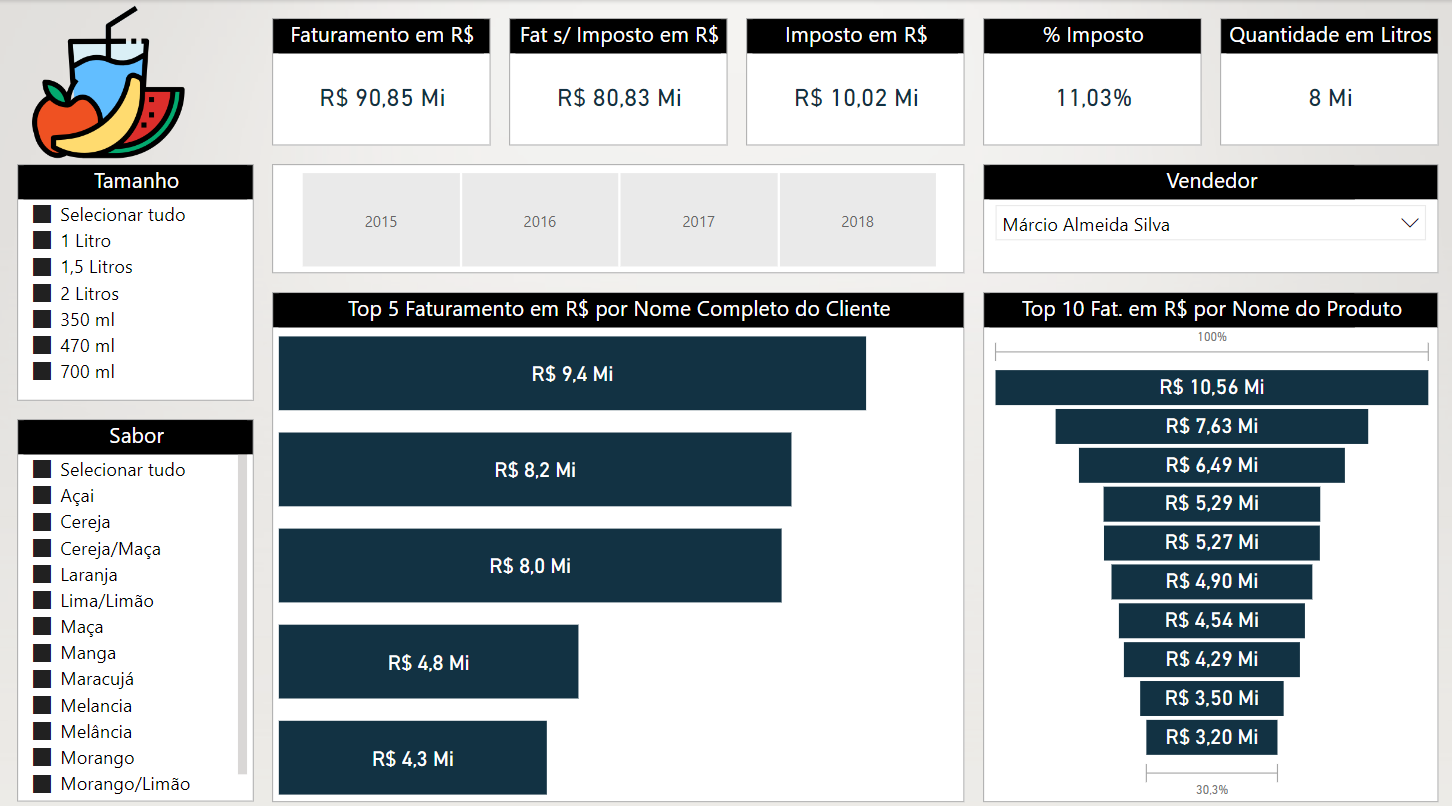 Faturamento em R$
R$ 90,85 Mi
Fat s/ Imposto em R$
R$ 80,83 Mi
Imposto em R$
R$ 10,02 Mi
% Imposto
11,03%
Quantidade em Litros
8 Mi
Tamanho
Selecionar tudo
1 Litro
1,5 Litros
2 Litros
350 ml
470 ml
700 ml
2015
2016
2017
2018
Vendedor
Márcio Almeida Silva
Sabor
Selecionar tudo
Açai
Cereja
Cereja/Maça
Laranja
Lima/Limão
Maça
Manga
Maracujá
Melancia
Melância
Morango
Morango/Limão
Top 5 Faturamento em R$ por Nome Completo do Cliente
R$ 9,4 Mi
R$ 8,2 Mi
R$ 8,0 Mi
R$ 4,8 Mi
R$ 4,3 Mi
Top 10 Fat. em R$ por Nome do Produto
100%
R$ 10,56 Mi
R$ 7,63 Mi
R$ 6,49 Mi
R$ 5,29 Mi
R$ 5,27 Mi
R$ 4,90 Mi
R$ 4,54 Mi
R$ 4,29 Mi
R$ 3,50 Mi
R$ 3,20 Mi
30,3%